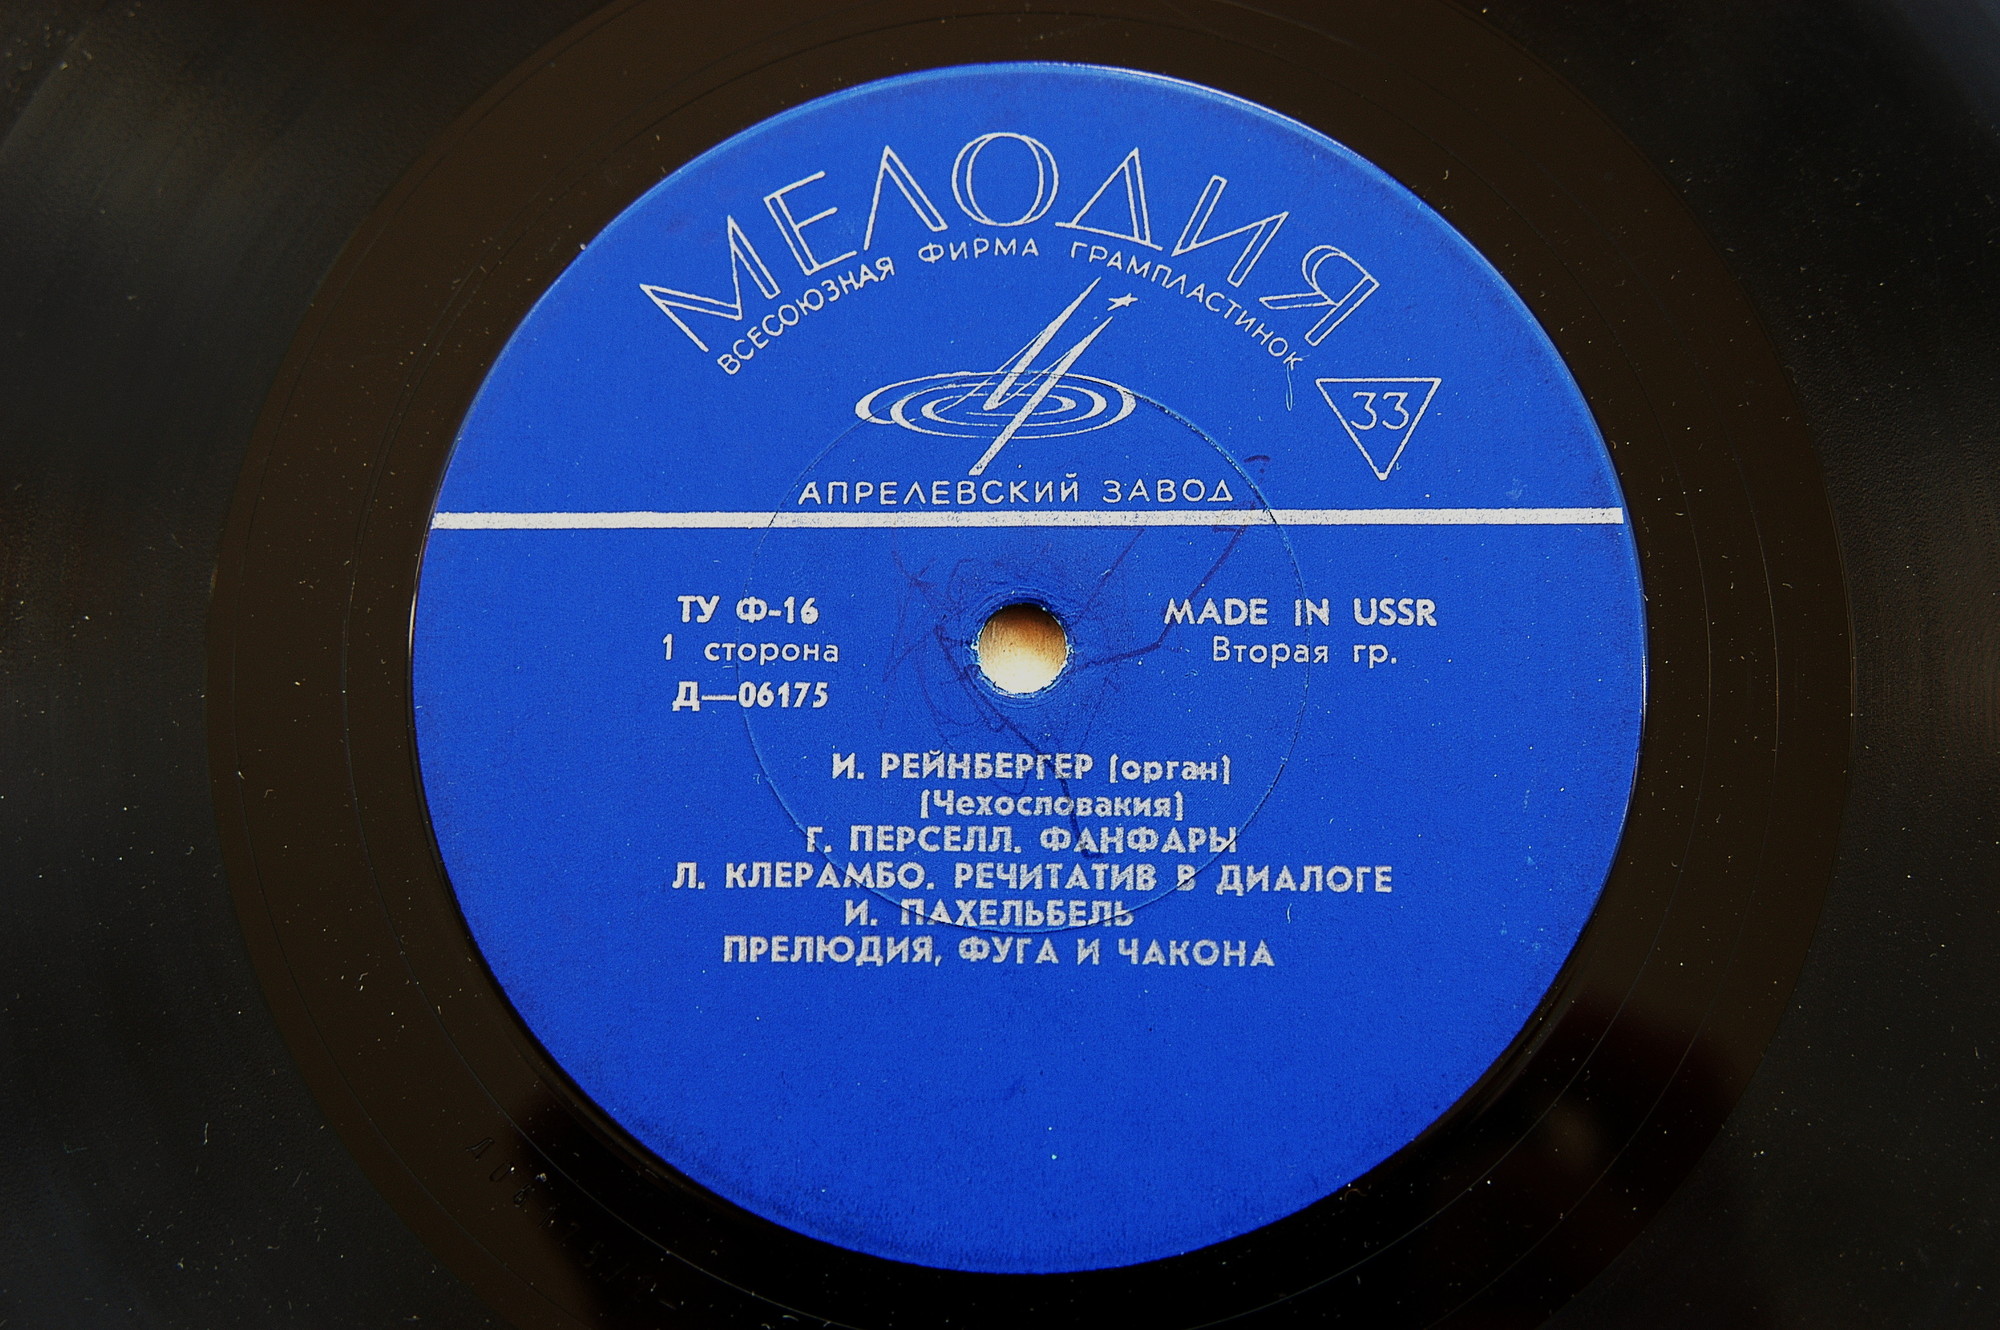 МЕЛОДИЯ
ВСЕСОЮЗНАЯ ФИРМА ГРАМПЛАСТИНОК
33
АПРЕЛЕВСКИЙ ЗАВОД
ТУ Ф-16
1 сторона
Д—06175
MADE IN USSR
Вторая гр.
И. РЕЙНБЕРГЕР (орган)
(Чехословакия)
Г. ПЕРСЕЛЛ. ФАНФАРЫ
Л. КЛЕРАМБО. РЕЧИТАТИВ В ДИАЛОГЕ
И. ПАХЕЛЬБЕЛЬ
ПРЕЛЮДИЯ, ФУГА И ЧАКОНА